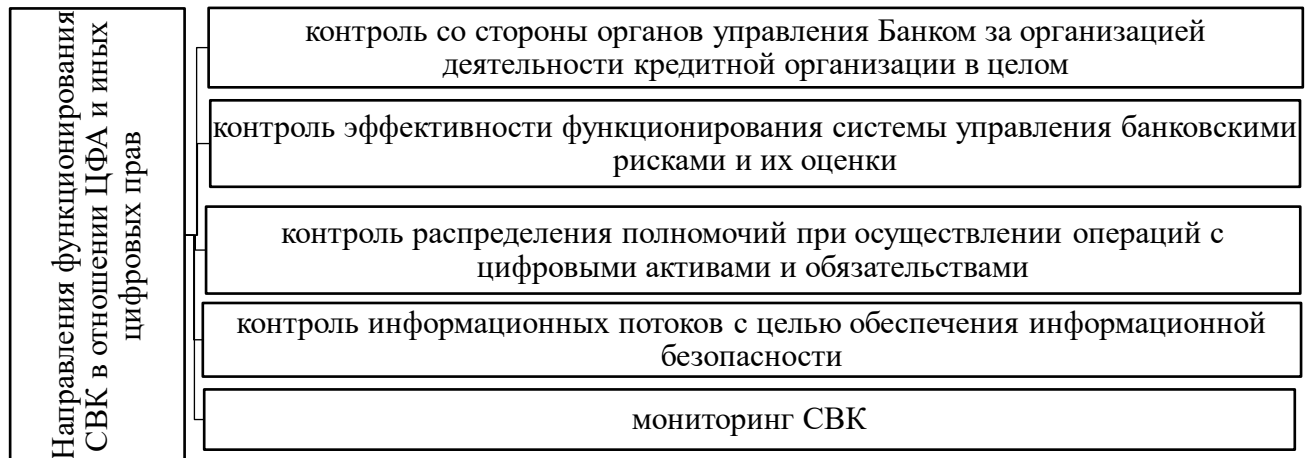 Направления функционирования
СВК в отношении ЦФА и иных
цифровых прав
контроль со стороны органов управления Банком за организацией
деятельности кредитной организации в целом
контроль эффективности функционирования системы управления банковскими
рисками и их оценки
контроль распределения полномочий при осуществлении операций с
цифровыми активами и обязательствами
контроль информационных потоков с целью обеспечения информационной
безопасности
мониторинг СВК